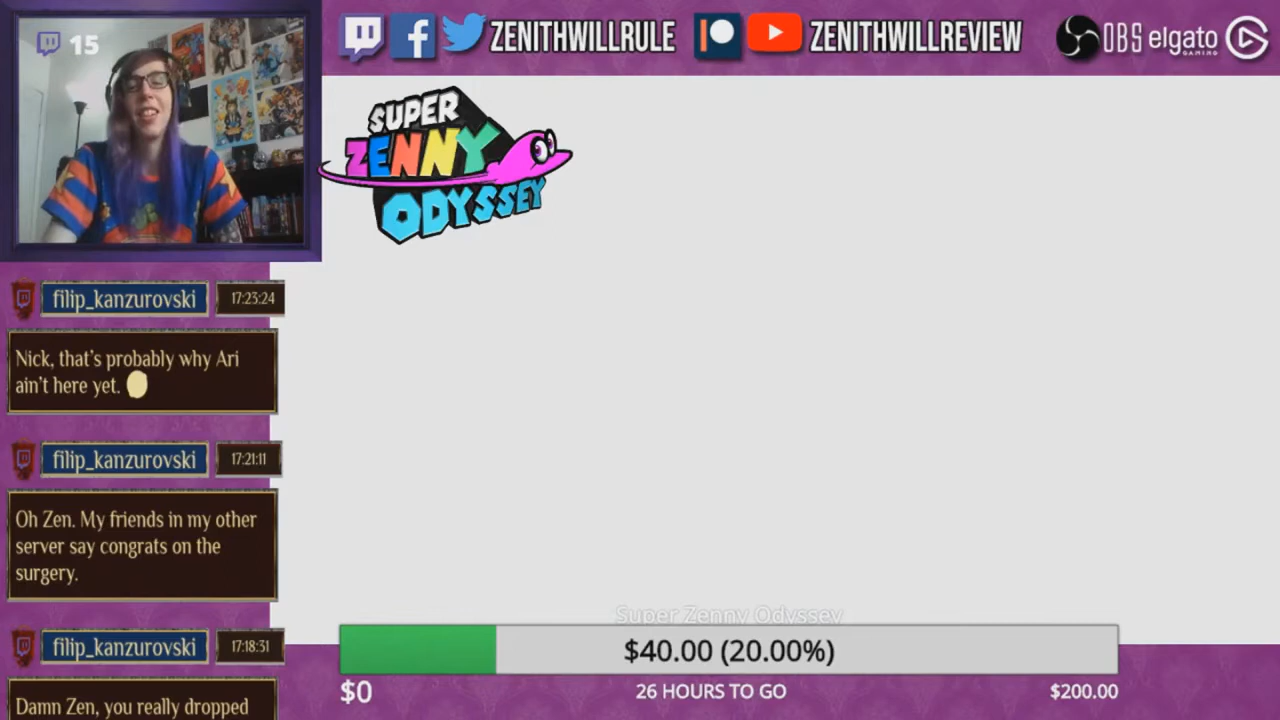 15
ZENITHWILLRULE
ZENITHWILLREVIEW
OBS elgato
GAMING
SUPER
ZENNY
ODYSSEY
filip_kanzurovski 17:23:24
Nick, that's probably why Ari
ain't here yet.
filip_kanzurovski 17:21:11
Oh Zen. My friends in my other
server say congrats on the
surgery.
filip_kanzurovski 17:18:31
Damn Zen, you really dropped
Super Zenny Odyssey
$40.00 (20.00%)
$0 26 HOURS TO GO $200.00